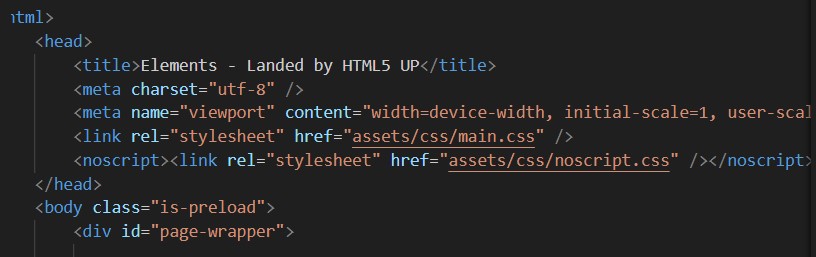 html>
<head>
<title>Elements - Landed by HTML5 UP</title>
<meta charset="utf-8" />
<meta name="viewport" content="width=device-width, initial-scale=1, user-scal
<link rel="stylesheet" href="assets/css/main.css" />
<noscript><link rel="stylesheet" href="assets/css/noscript.css" /></noscript>
</head>
<body class="is-preload">
<div id="page-wrapper">